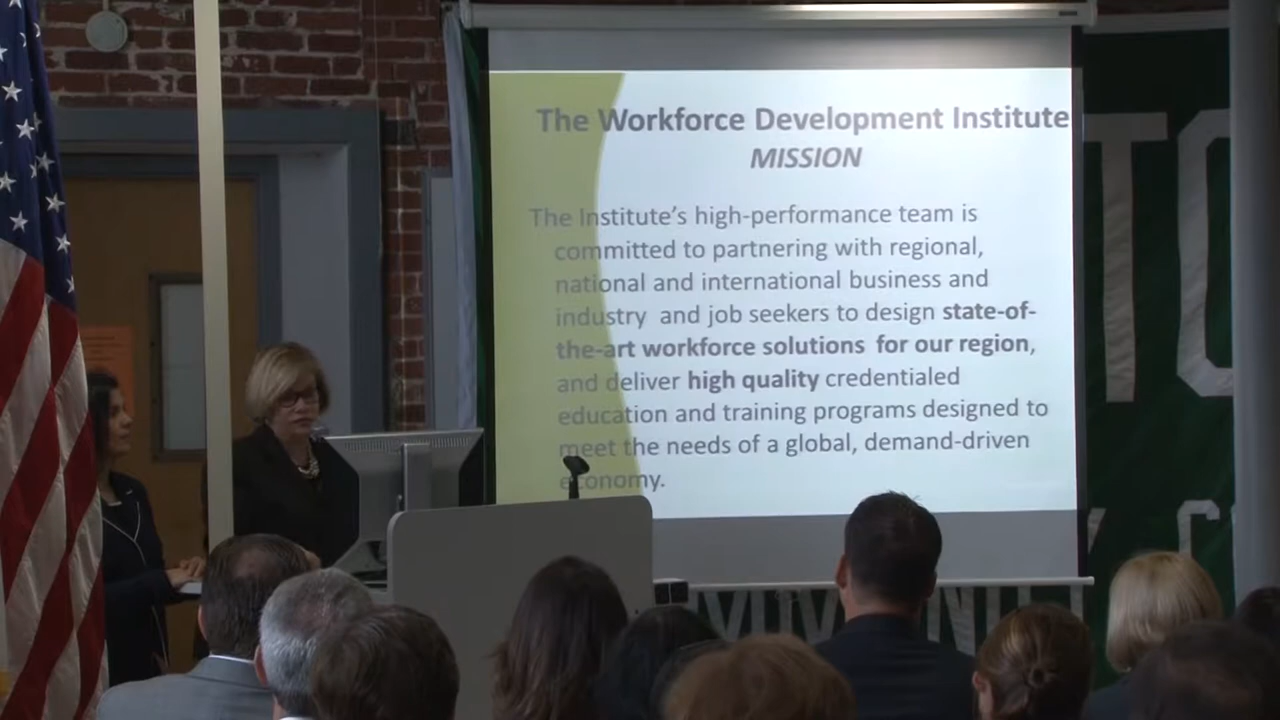 The Workforce Development Institute
MISSION
The Institute's high-performance team is
committed to partnering with regional,
national and international business and
industry and job seekers to design state-of-
the-art workforce solutions for our region,
and deliver high quality credentialed
education and training programs designed to
meet the needs of a global, demand-driven
economy.